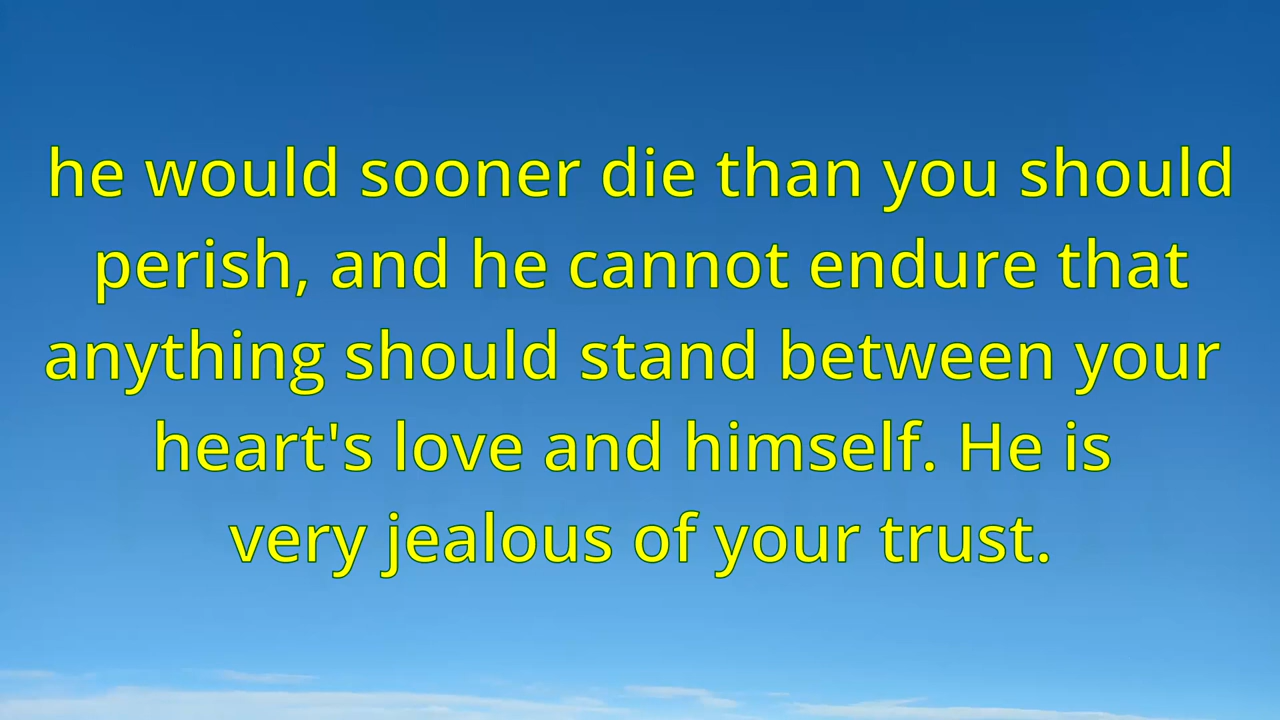 he would sooner die than you should
perish, and he cannot endure that
anything should stand between your
heart's love and himself. He is
very jealous of your trust.